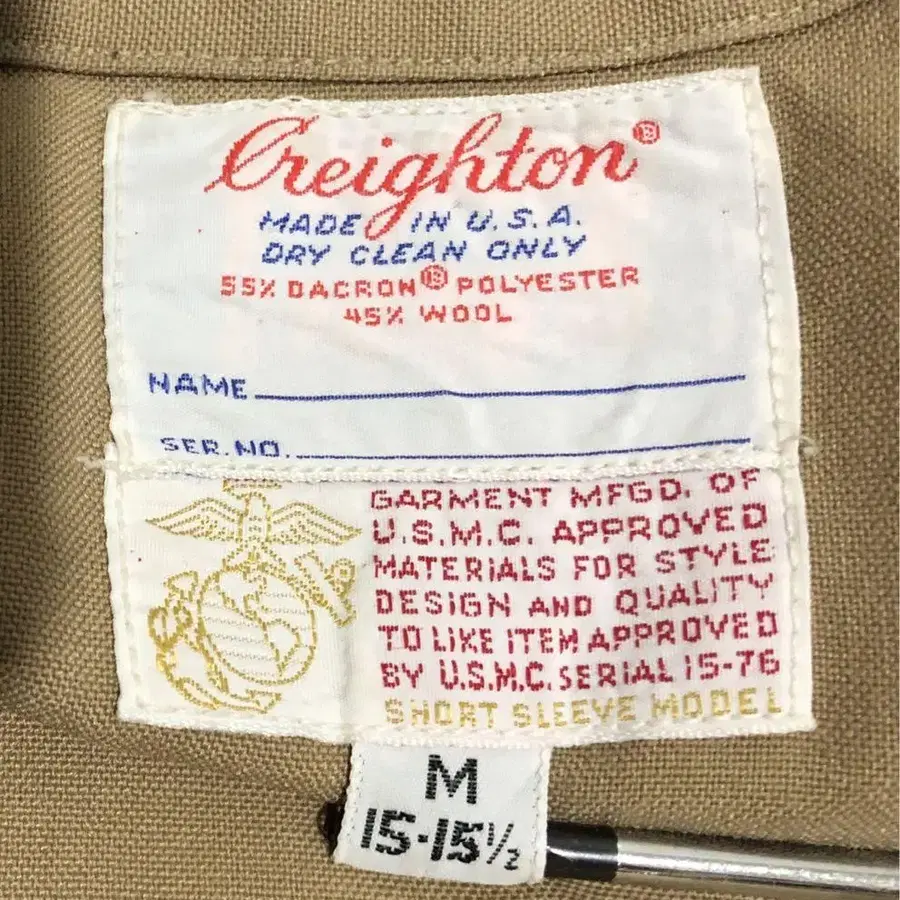 Creighton®
MADE IN U.S.A.
DRY CLEAN ONLY
55% DACRON® POLYESTER
45% WOOL
NAME
SER. NO.
GARMENT MFGD. OF
U.S.M.C. APPROVED
MATERIALS FOR STYLE
DESIGN AND QUALITY
TO LIKE ITEM APPROVED
BY U.S.M.C. SERIAL 15-76
SHORT SLEEVE MODEL
M
15-15½